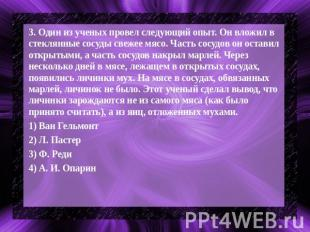 3. Один из ученых провел следующий опыт. Он вложил в
стеклянные сосуды свежее мясо. Часть сосудов он оставил
открытыми, а часть сосудов накрыл марлей. Через
несколько дней в мясе, лежащем в открытых сосудах,
появились личинки мух. На мясе в сосудах, обвязанных
марлей, личинок не было. Этот ученый сделал вывод, что
личинки зарождаются не из самого мяса (как было
принято считать), а из яиц, отложенных мухами.
1) Ван Гельмонт
2) Л. Пастер
3) Ф. Реди
4) А. И. Опарин
PPt4WEB.ru